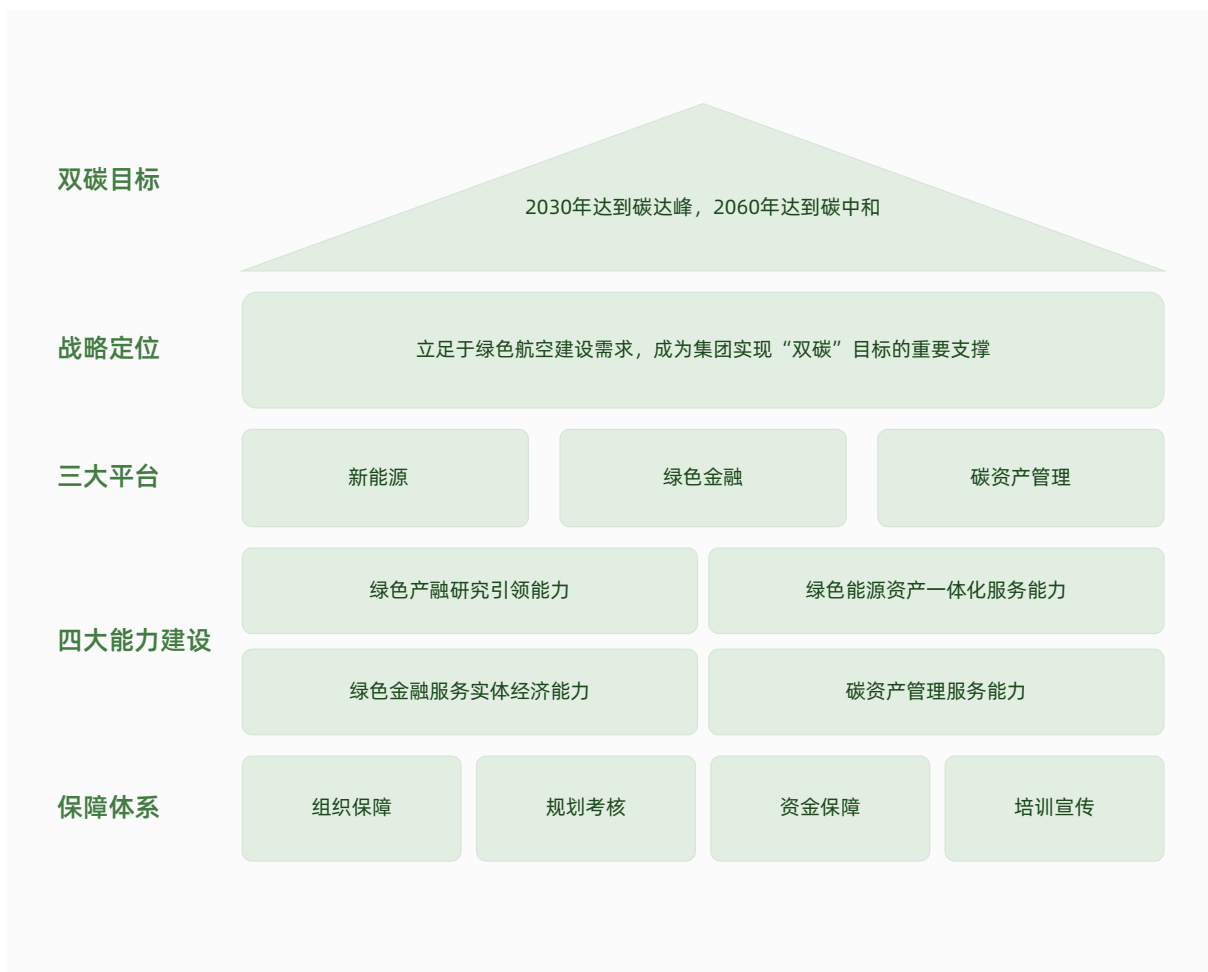 双碳目标
2030年达到碳达峰，2060年达到碳中和
战略定位
立足于绿色航空建设需求，成为集团实现“双碳”目标的重要支撑
三大平台
新能源
绿色金融
碳资产管理
四大能力建设
绿色产融研究引领能力
绿色能源资产一体化服务能力
绿色金融服务实体经济能力
碳资产管理服务能力
保障体系
组织保障
规划考核
资金保障
培训宣传